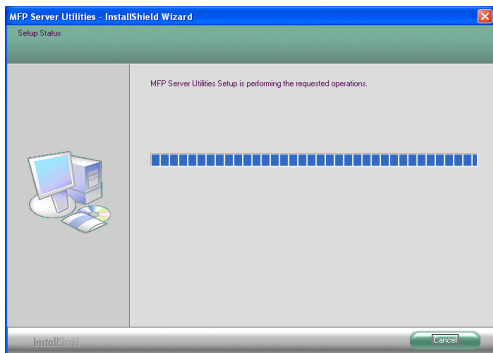 MFP Server Utilities - InstallShield Wizard
Setup Status
MFP Server Utilities Setup is performing the requested operations.
InstallShield
Cancel